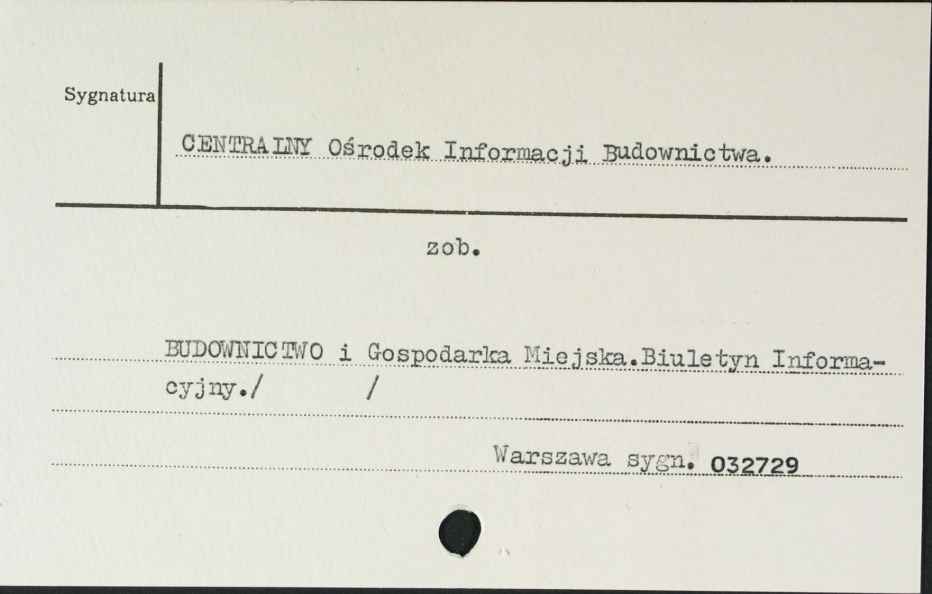 Sygnatura
CENTRALNY Ośrodek Informacji Budownictwa.
zob.
BUDOWNICTWO i Gospodarka Miejska.Biuletyn Informa-
cyjny./ /
Warszawa sygn. 032729